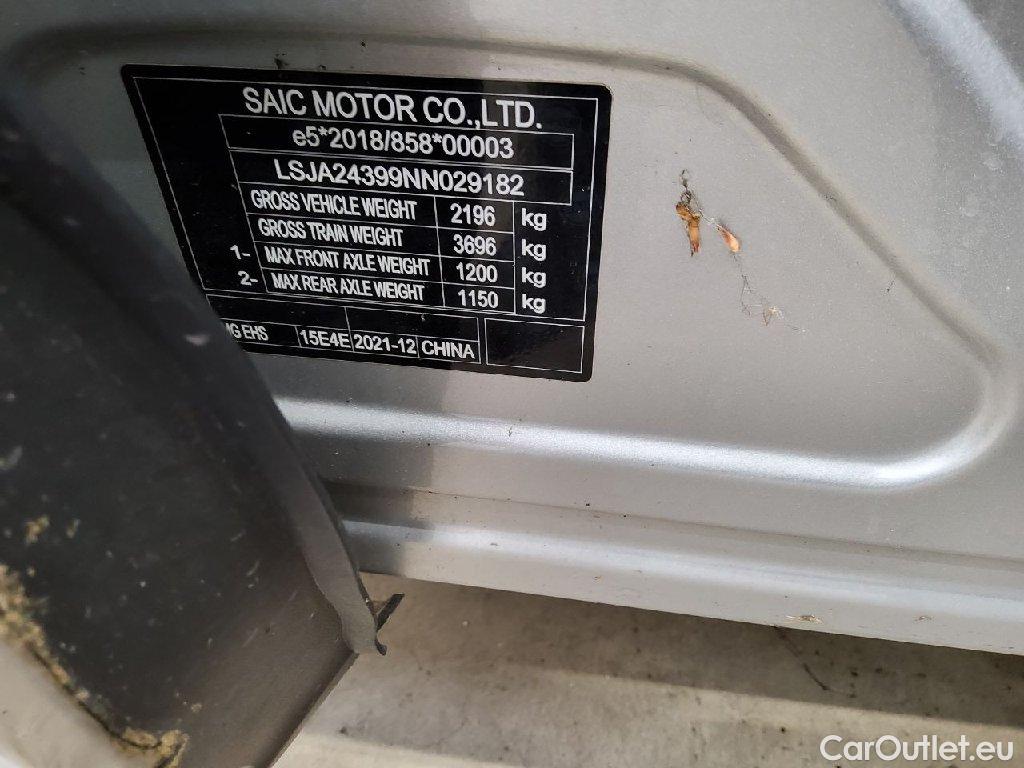 SAIC MOTOR CO.,LTD.
e5*2018/858*00003
LSJA24399NN029182
GROSS VEHICLE WEIGHT 2196 kg
GROSS TRAIN WEIGHT 3696 kg
1- MAX FRONT AXLE WEIGHT 1200 kg
2- MAX REAR AXLE WEIGHT 1150 kg
MG EHS 15E4E 2021-12 CHINA
CarOutlet.eu